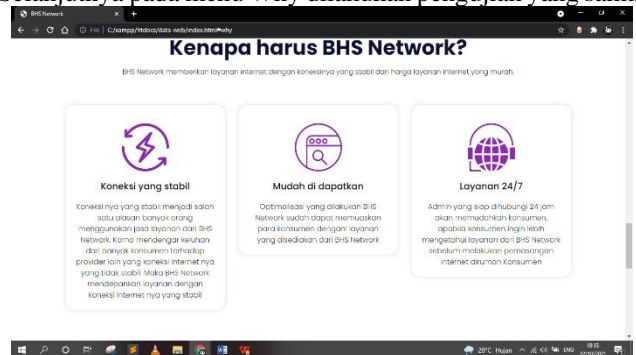 BHS Network
File | C:/xampp/htdocs/data web/index.html#why
Kenapa harus BHS Network?
BHS Network memberikan layanan internet dengan koneksinya yang stabil dan harga layanan internet yang murah.
Koneksi yang stabil
Koneksi nya yang stabil menjadi salah
satu alasan banyak orang
menggunakan jasa layanan dari BHS
Network. Karna mendengar keluhan
dari banyak konsumen terhadap
provider lain yang koneksi internet nya
yang tidak stabil. Maka BHS Network
mendepankan layanan dengan
koneksi internet nya yang stabil
Mudah di dapatkan
Optimalisasi yang dilakukan BHS
Network sudah dapat memuaskan
para konsumen dengan layanan
yang disediakan dari BHS Network
Layanan 24/7
Admin yang siap dihubungi 24 jam
akan memudahkan konsumen,
apabila konsumen ingin lebih
mengetahui layanan dari BHS Network
sebelum melakukan pemasangan
internet dirumah Konsumen
28°C Hujan
ENG
18:15
22/10/2021